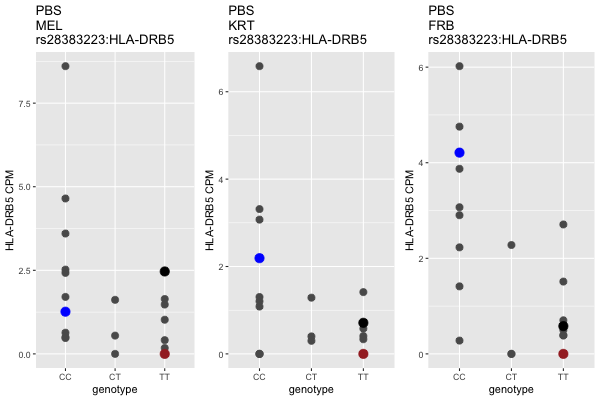 PBS
MEL
rs28383223:HLA-DRB5
HLA-DRB5 CPM
7.5
5.0
2.5
0.0
CC CT TT
genotype
PBS
KRT
rs28383223:HLA-DRB5
HLA-DRB5 CPM
6
4
2
0
CC CT TT
genotype
PBS
FRB
rs28383223:HLA-DRB5
HLA-DRB5 CPM
6
4
2
0
CC CT TT
genotype